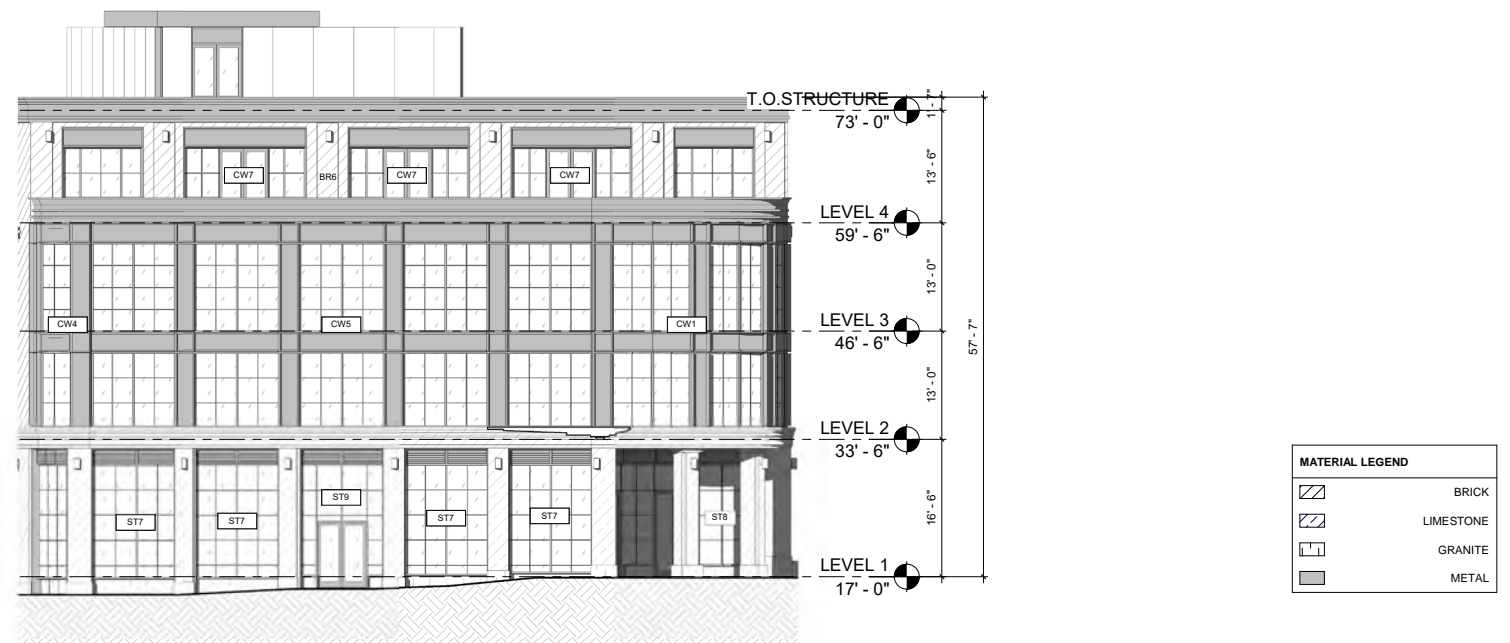 T.O.STRUCTURE
73' - 0"
1' - 7"
13' - 6"
CW7
BR6
CW7
CW7
LEVEL 4
59' - 6"
13' - 0"
CW4
CW5
CW1
LEVEL 3
46' - 6"
57' - 7"
13' - 0"
LEVEL 2
33' - 6"
16' - 6"
ST7
ST7
ST9
ST7
ST7
ST8
LEVEL 1
17' - 0"
MATERIAL LEGEND
BRICK
LIMESTONE
GRANITE
METAL